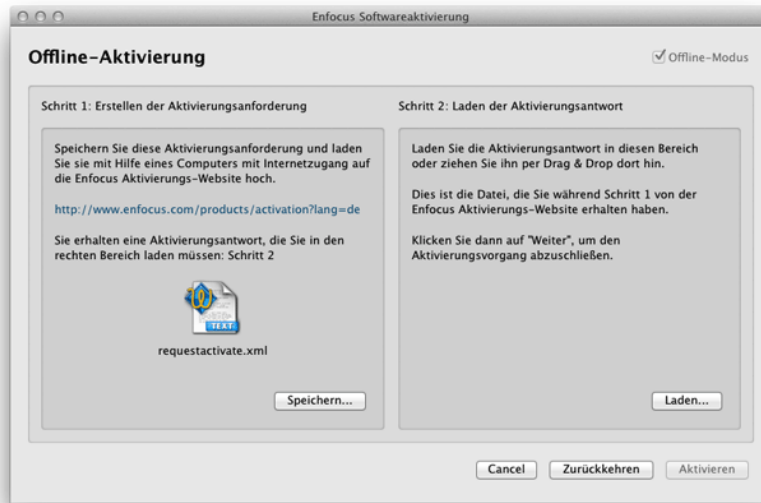 Enfocus Softwareaktivierung
Offline-Aktivierung
Offline-Modus
Schritt 1: Erstellen der Aktivierungsanforderung
Speichern Sie diese Aktivierungsanforderung und laden
Sie sie mit Hilfe eines Computers mit Internetzugang auf
die Enfocus Aktivierungs-Website hoch.
http://www.enfocus.com/products/activation?lang=de
Sie erhalten eine Aktivierungsantwort, die Sie in den
rechten Bereich laden müssen: Schritt 2
TEXT
requestactivate.xml
Speichern...
Schritt 2: Laden der Aktivierungsantwort
Laden Sie die Aktivierungsantwort in diesen Bereich
oder ziehen Sie ihn per Drag & Drop dort hin.
Dies ist die Datei, die Sie während Schritt 1 von der
Enfocus Aktivierungs-Website erhalten haben.
Klicken Sie dann auf "Weiter", um den
Aktivierungsvorgang abzuschließen.
Laden...
Cancel
Zurückkehren
Aktivieren